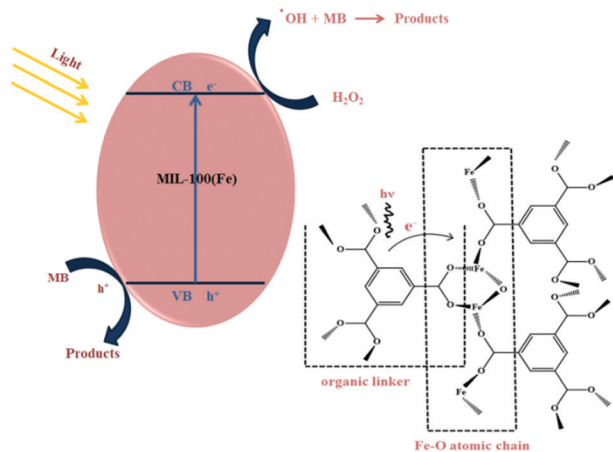 •OH + MB → Products
Light
CB e⁻
H₂O₂
MIL-100(Fe)
MB h⁺
VB h⁺
Products
hν
e⁻
Fe
O
O
O
O
O
O
O
Fe
O
O
O
O
Fe
O
O
O
O
O
O
O
Fe
O
O
O
organic linker
Fe-O atomic chain